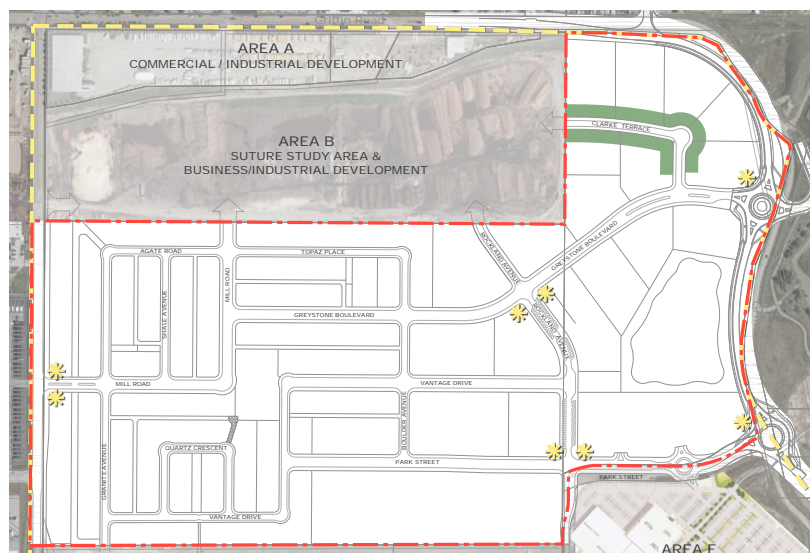 Giffin Road
AREA A
COMMERCIAL / INDUSTRIAL DEVELOPMENT
AREA B
SUTURE STUDY AREA &
BUSINESS/INDUSTRIAL DEVELOPMENT
CLARKE TERRACE
AGATE ROAD
TOPAZ PLACE
ROCKLAND AVENUE
GREYSTONE BOULEVARD
SHALE AVENUE
MILL ROAD
GREYSTONE BOULEVARD
ROCKLAND AVENUE
MILL ROAD
VANTAGE DRIVE
BOULDER AVENUE
QUARTZ CRESCENT
GRANITE AVENUE
PARK STREET
PARK STREET
VANTAGE DRIVE
AREA E